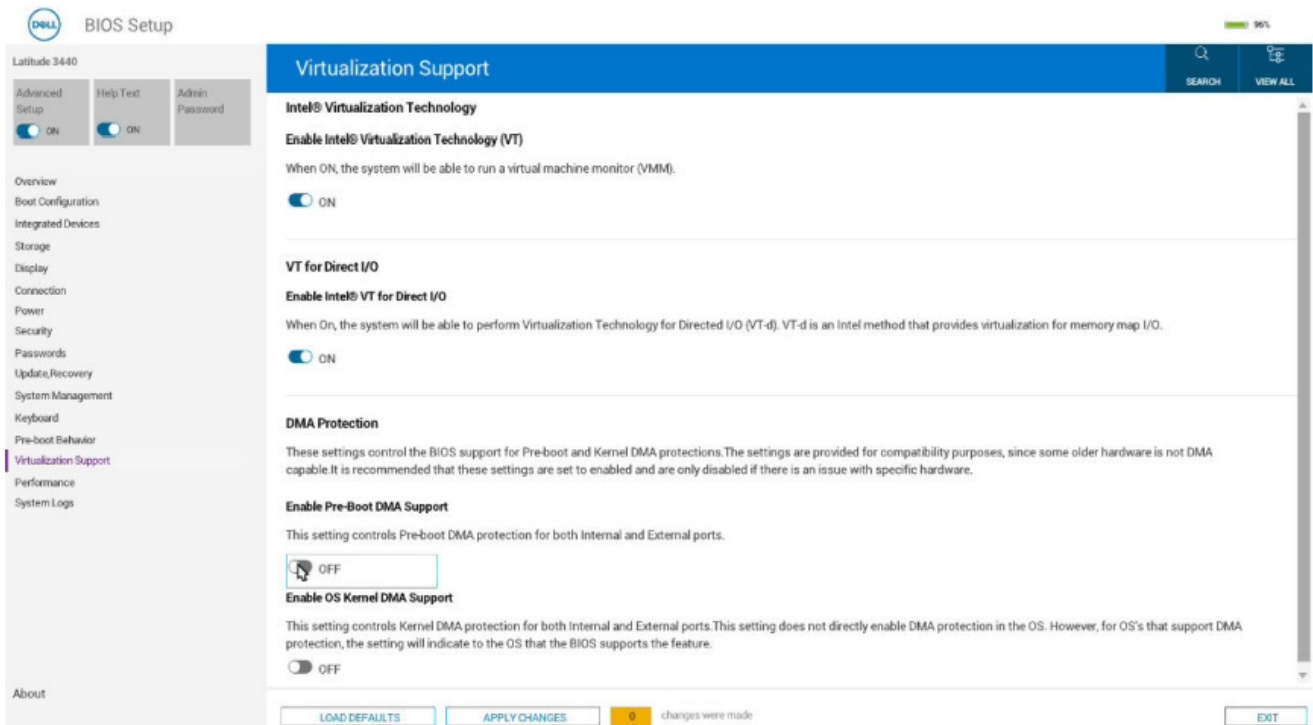 DELL
BIOS Setup
96%
Latitude 3440
Advanced Setup
ON
Help Text
ON
Admin Password
Overview
Boot Configuration
Integrated Devices
Storage
Display
Connection
Power
Security
Passwords
Update,Recovery
System Management
Keyboard
Pre-boot Behavior
Virtualization Support
Performance
System Logs
About
Virtualization Support
SEARCH
VIEW ALL
Intel® Virtualization Technology
Enable Intel® Virtualization Technology (VT)
When ON, the system will be able to run a virtual machine monitor (VMM).
ON
VT for Direct I/O
Enable Intel® VT for Direct I/O
When On, the system will be able to perform Virtualization Technology for Directed I/O (VT-d). VT-d is an Intel method that provides virtualization for memory map I/O.
ON
DMA Protection
These settings control the BIOS support for Pre-boot and Kernel DMA protections.The settings are provided for compatibility purposes, since some older hardware is not DMA
capable.It is recommended that these settings are set to enabled and are only disabled if there is an issue with specific hardware.
Enable Pre-Boot DMA Support
This setting controls Pre-boot DMA protection for both Internal and External ports.
OFF
Enable OS Kernel DMA Support
This setting controls Kernel DMA protection for both Internal and External ports.This setting does not directly enable DMA protection in the OS. However, for OS's that support DMA
protection, the setting will indicate to the OS that the BIOS supports the feature.
OFF
LOAD DEFAULTS
APPLY CHANGES
0 changes were made
EXIT